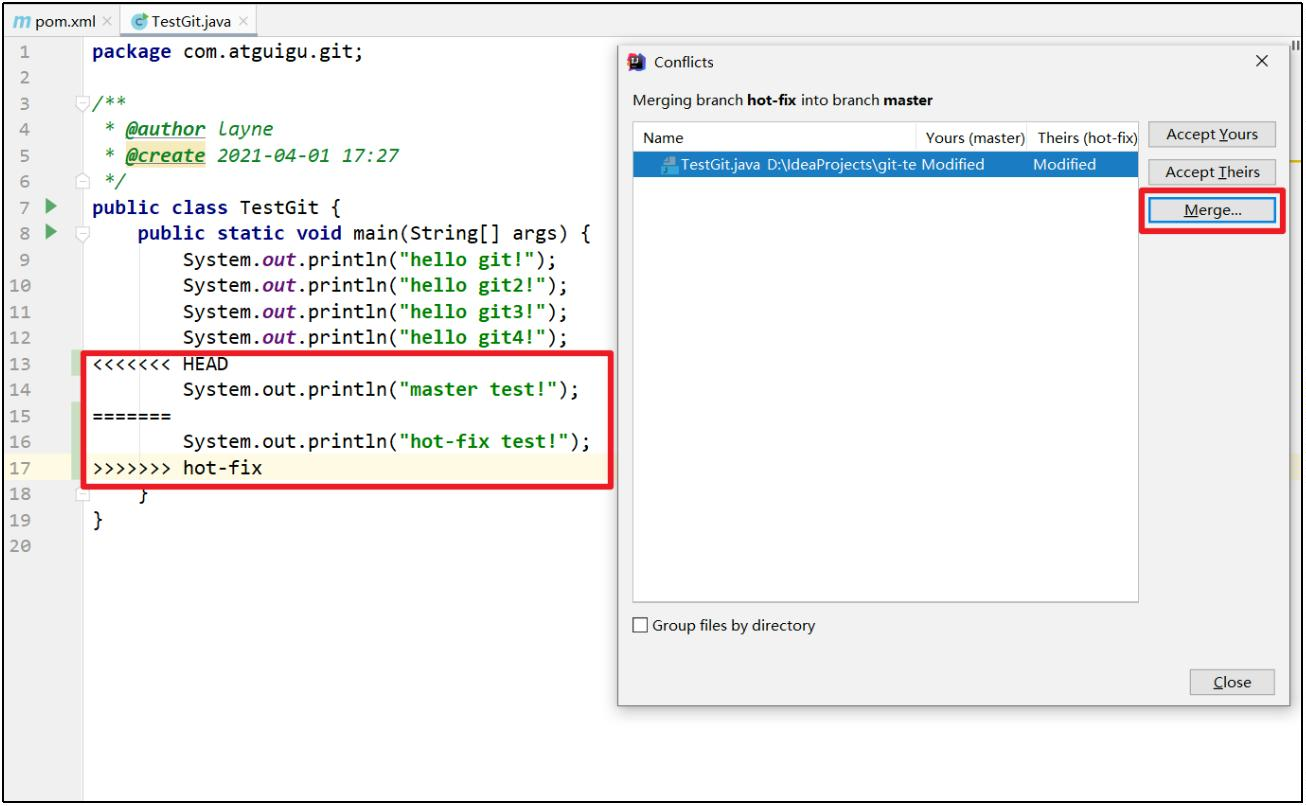 m pom.xml × TestGit.java ×
1 package com.atguigu.git;
2
3 /**
4 * @author layne
5 * @create 2021-04-01 17:27
6 */
7 public class TestGit {
8 public static void main(String[] args) {
9 System.out.println("hello git!");
10 System.out.println("hello git2!");
11 System.out.println("hello git3!");
12 System.out.println("hello git4!");
13 <<<<<<< HEAD
14 System.out.println("master test!");
15 =======
16 System.out.println("hot-fix test!");
17 >>>>>>> hot-fix
18 }
19 }
20
Conflicts
Merging branch hot-fix into branch master
Name Yours (master) Theirs (hot-fix)
TestGit.java D:\IdeaProjects\git-te Modified Modified
Accept Yours
Accept Theirs
Merge...
Group files by directory
Close